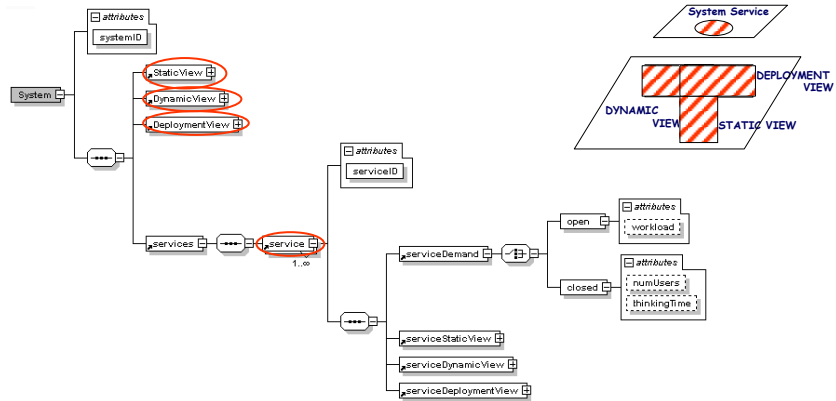 attributes
systemID
System
StaticView
DynamicView
DeploymentView
services
service
1..∞
attributes
serviceID
serviceDemand
open
attributes
workload
closed
attributes
numUsers
thinkingTime
serviceStaticView
serviceDynamicView
serviceDeploymentView
System Service
DEPLOYMENT
VIEW
DYNAMIC
VIEW
STATIC VIEW